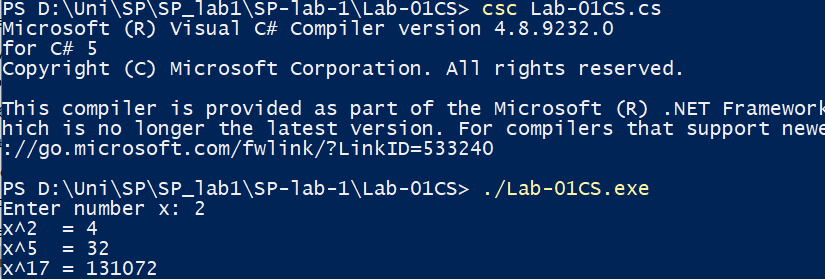 PS D:\Uni\SP\SP_lab1\SP-lab-1\Lab-01CS> csc Lab-01CS.cs
Microsoft (R) Visual C# Compiler version 4.8.9232.0
for C# 5
Copyright (C) Microsoft Corporation. All rights reserved.
This compiler is provided as part of the Microsoft (R) .NET Framework
hich is no longer the latest version. For compilers that support newe
://go.microsoft.com/fwlink/?LinkID=533240
PS D:\Uni\SP\SP_lab1\SP-lab-1\Lab-01CS> ./Lab-01CS.exe
Enter number x: 2
x^2  = 4
x^5  = 32
x^17 = 131072